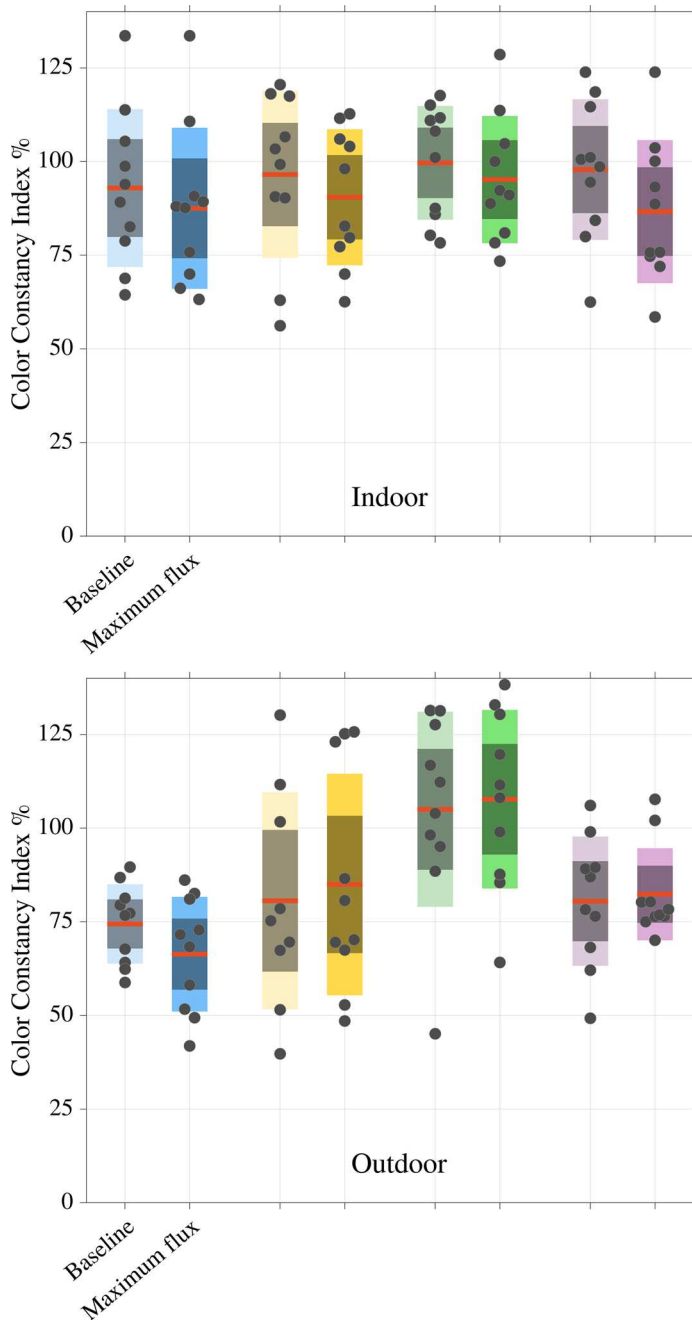 125
100
75
50
25
0
Color Constancy Index %
Indoor
Baseline
Maximum flux
125
100
75
50
25
0
Color Constancy Index %
Outdoor
Baseline
Maximum flux